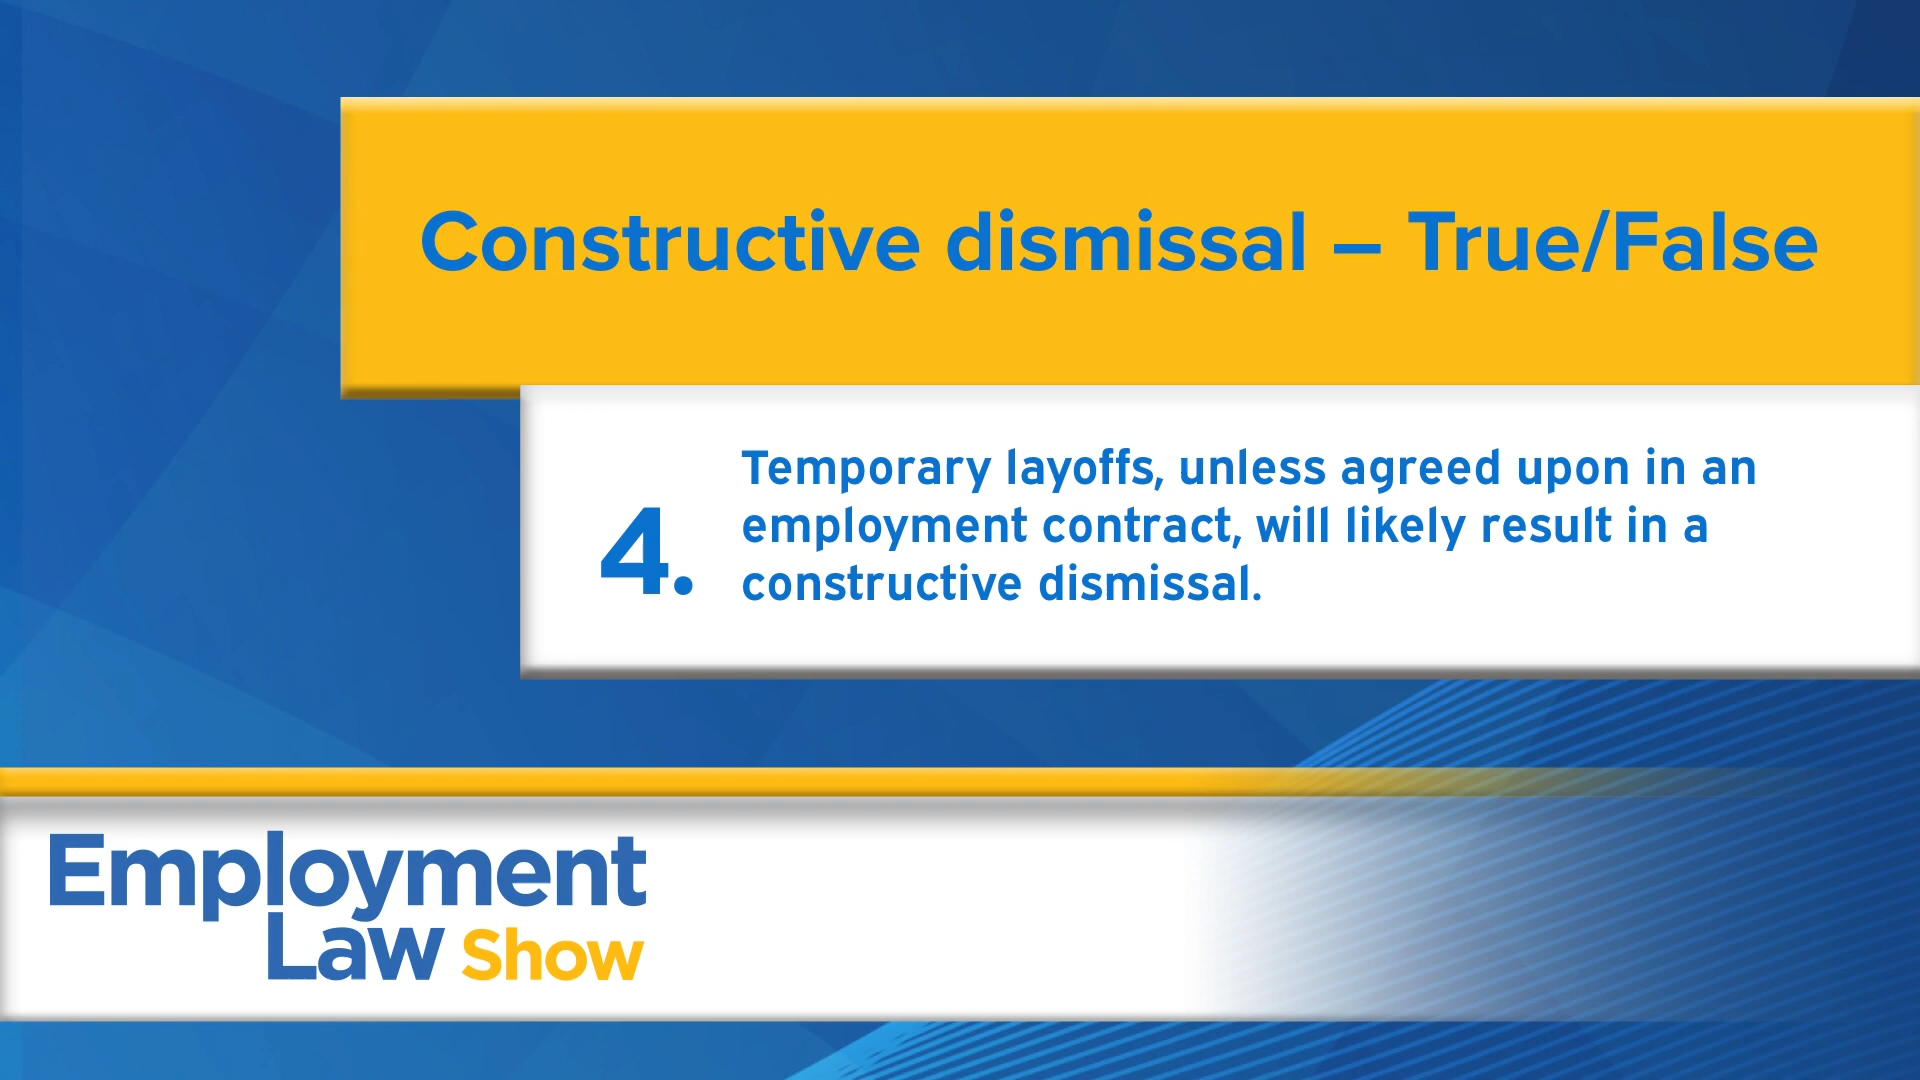 Constructive dismissal – True/False
4.
Temporary layoffs, unless agreed upon in an
employment contract, will likely result in a
constructive dismissal.
Employment
Law Show